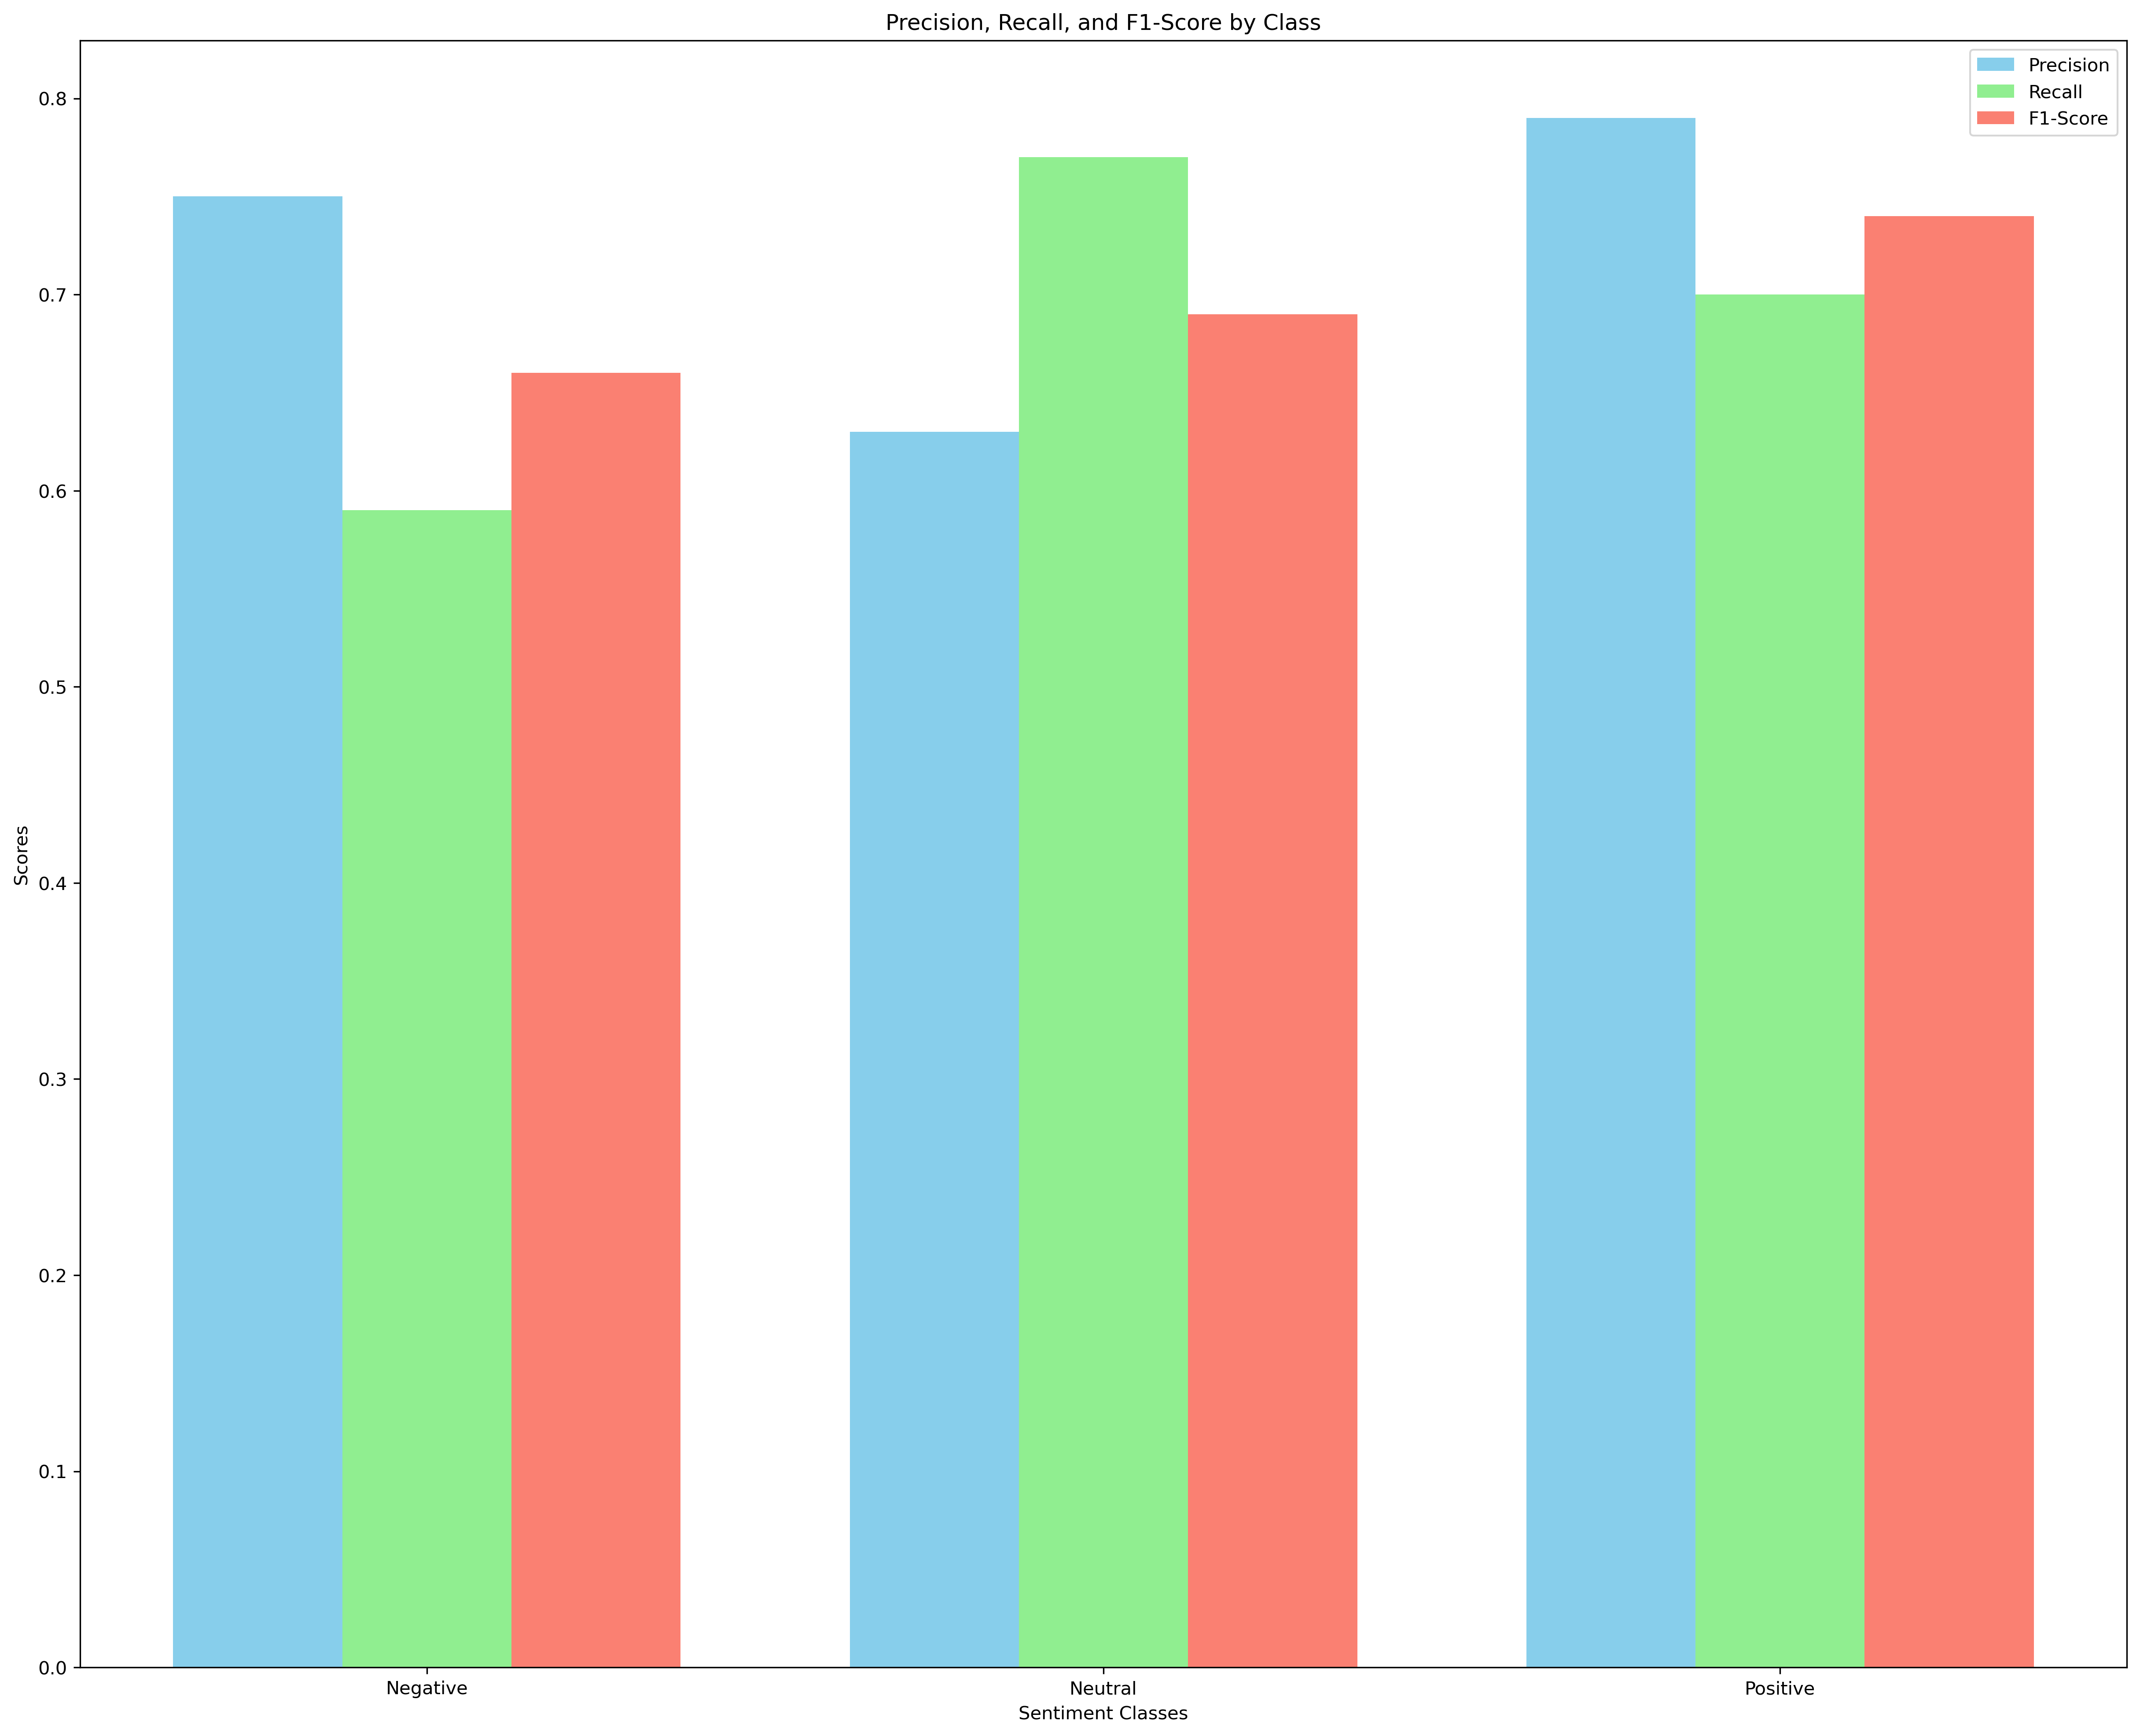 Precision, Recall, and F1-Score by Class
Precision
Recall
F1-Score
0.8
0.7
0.6
0.5
0.4
0.3
0.2
0.1
0.0
Scores
Negative
Neutral
Positive
Sentiment Classes